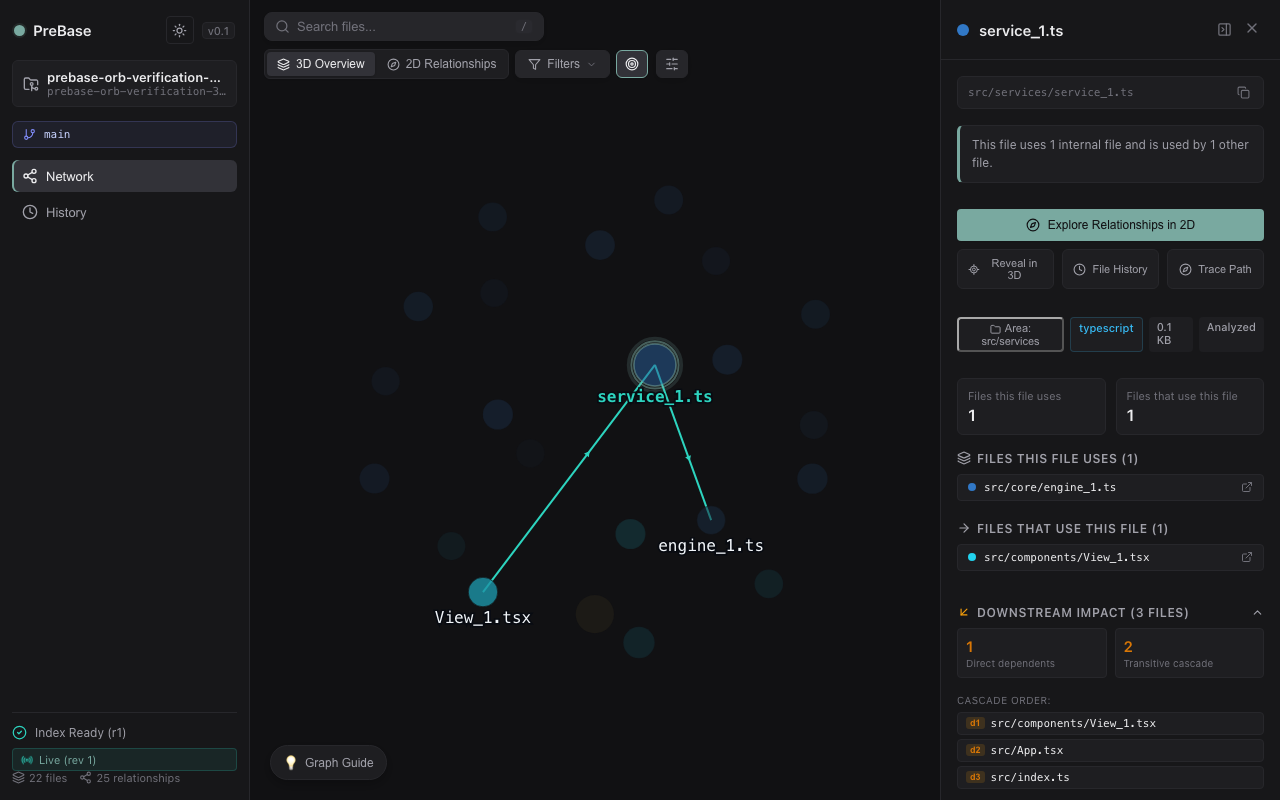 PreBase
v0.1
prebase-orb-verification-...
prebase-orb-verification-3...
main
Network
History
Index Ready (r1)
Live (rev 1)
22 files
25 relationships
Search files...
/
3D Overview
2D Relationships
Filters
service_1.ts
engine_1.ts
View_1.tsx
Graph Guide
service_1.ts
src/services/service_1.ts
This file uses 1 internal file and is used by 1 other
file.
Explore Relationships in 2D
Reveal in
3D
File History
Trace Path
Area:
src/services
typescript
0.1
KB
Analyzed
Files this file uses
1
Files that use this file
1
FILES THIS FILE USES (1)
src/core/engine_1.ts
FILES THAT USE THIS FILE (1)
src/components/View_1.tsx
DOWNSTREAM IMPACT (3 FILES)
1
Direct dependents
2
Transitive cascade
CASCADE ORDER:
d1 src/components/View_1.tsx
d2 src/App.tsx
d3 src/index.ts